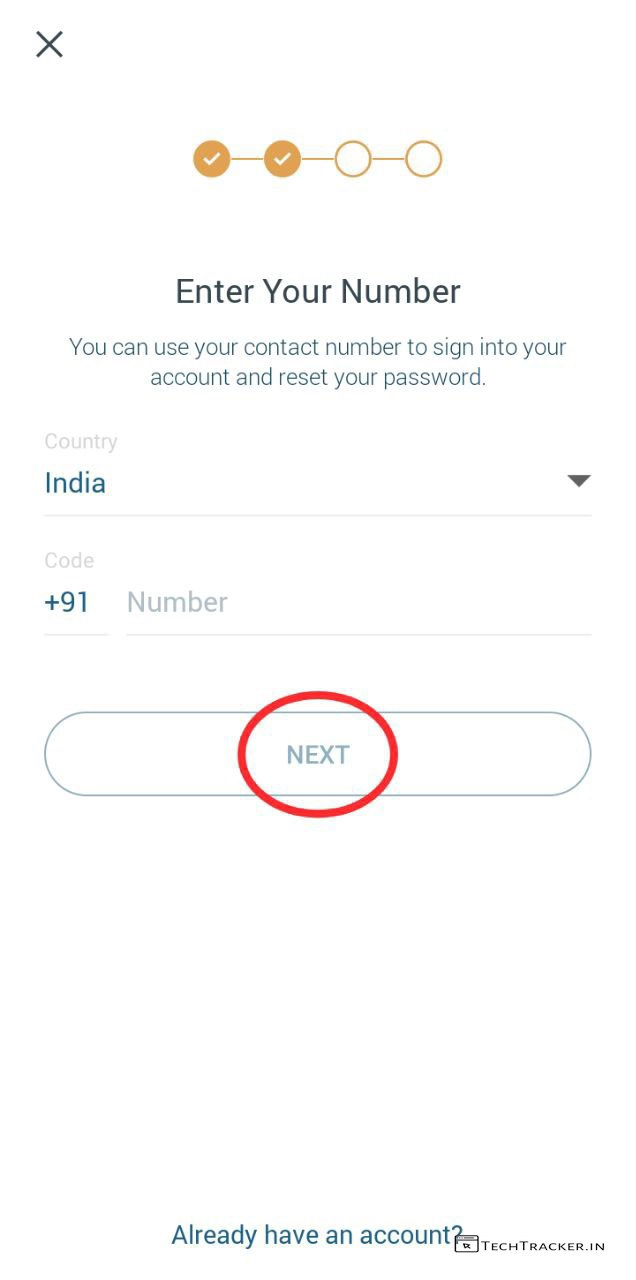 Enter Your Number
You can use your contact number to sign into your
account and reset your password.
Country
India
Code
+91 Number
NEXT
Already have an account?
TECHTRACKER.IN